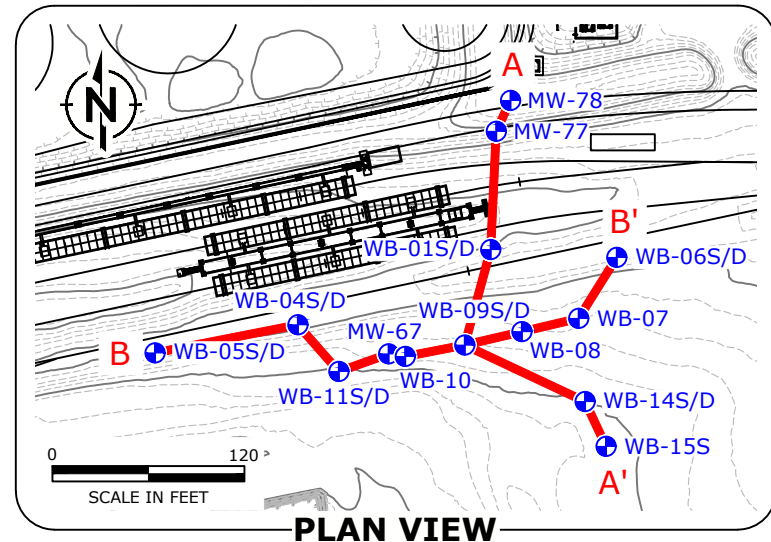 A
MW-78
MW-77
N
B'
WB-01S/D
WB-06S/D
WB-04S/D
WB-09S/D
MW-67
WB-07
B
WB-05S/D
WB-08
WB-10
WB-11S/D
WB-14S/D
WB-15S
A'
0 120
SCALE IN FEET
PLAN VIEW